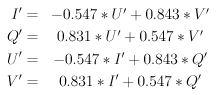 I′ = −0.547 * U′ + 0.843 * V′
Q′ = 0.831 * U′ + 0.547 * V′
U′ = −0.547 * I′ + 0.843 * Q′
V′ = 0.831 * I′ + 0.547 * Q′